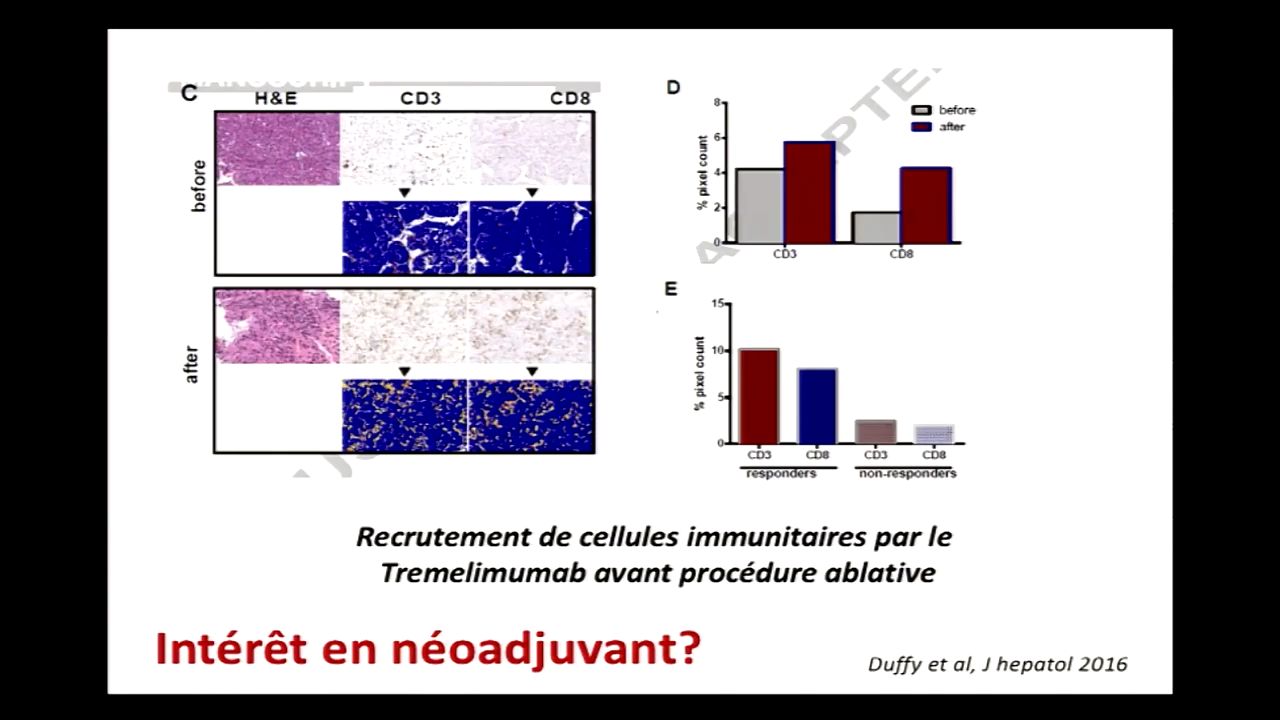 C
H&E CD3 CD8
before
after
D
8
6
4
2
0
% pixel count
before
after
CD3 CD8
E
15
10
5
0
% pixel count
CD3 CD8 CD3 CD8
responders non-responders
Recrutement de cellules immunitaires par le
Tremelimumab avant procédure ablative
Intérêt en néoadjuvant?
Duffy et al, J hepatol 2016